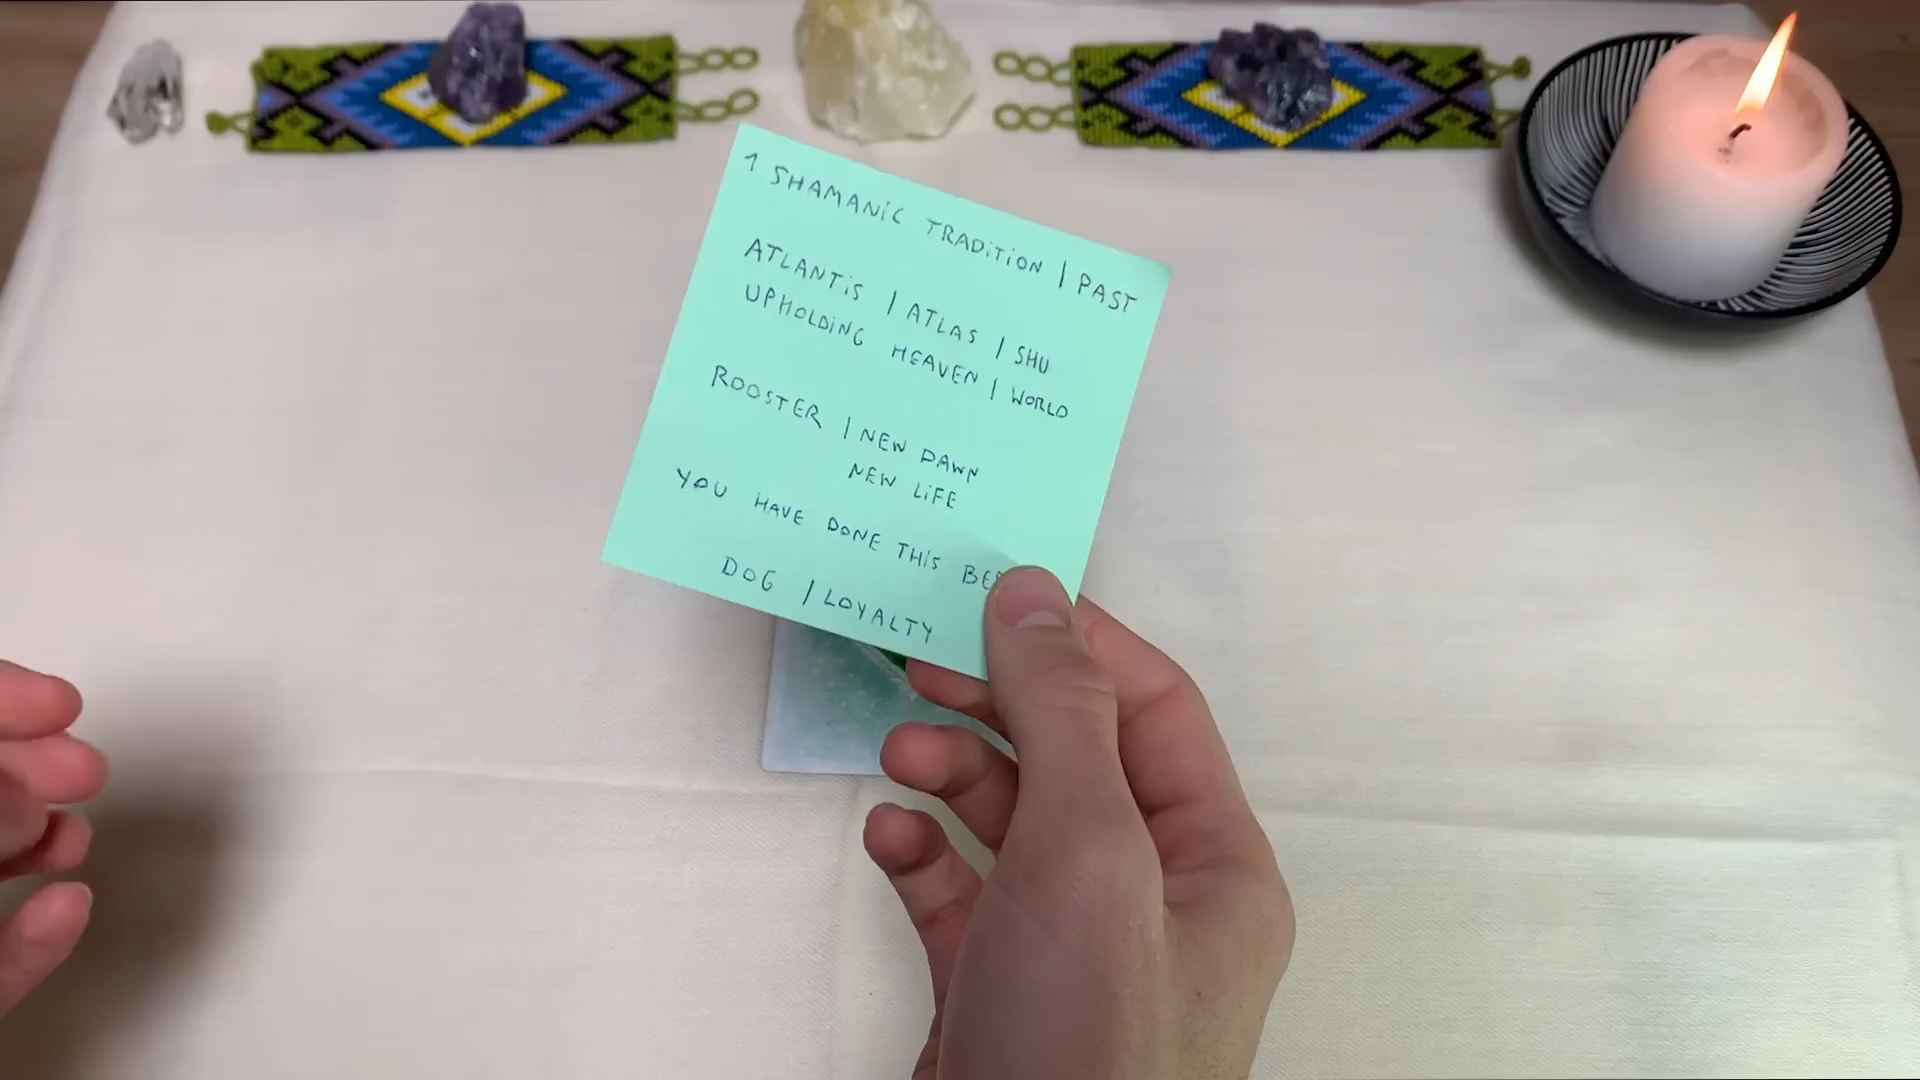 1 SHAMANiC TRADiTiON | PAST
ATLANTiS | ATLAS | SHU
UPHOLDiNG HEAVEN | WORLD
ROOSTER | NEW DAWN
NEW LiFE
YOU HAVE DONE THiS
DOG | LOYALTY